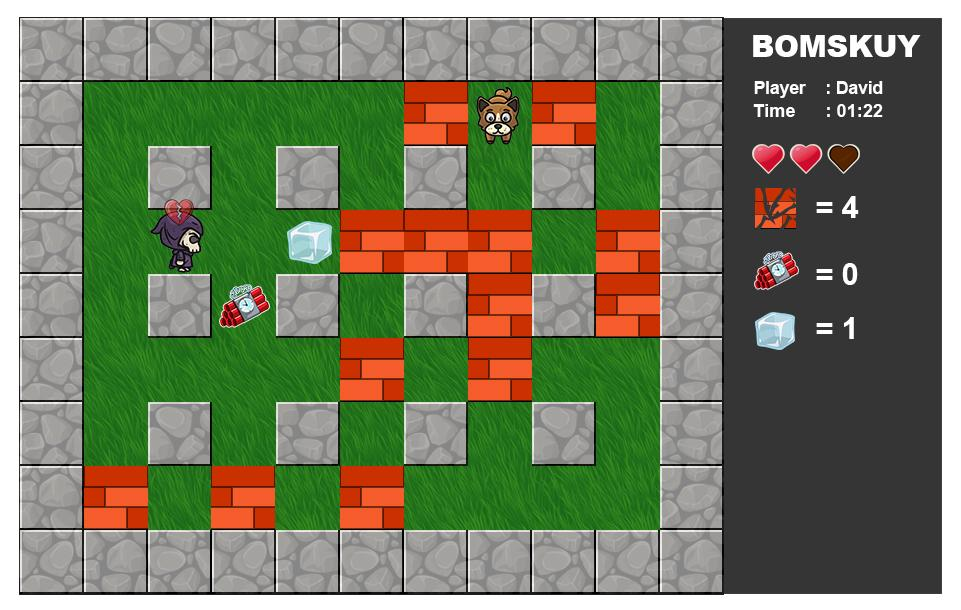 BOMSKUY
Player : David
Time : 01:22
= 4
= 0
= 1